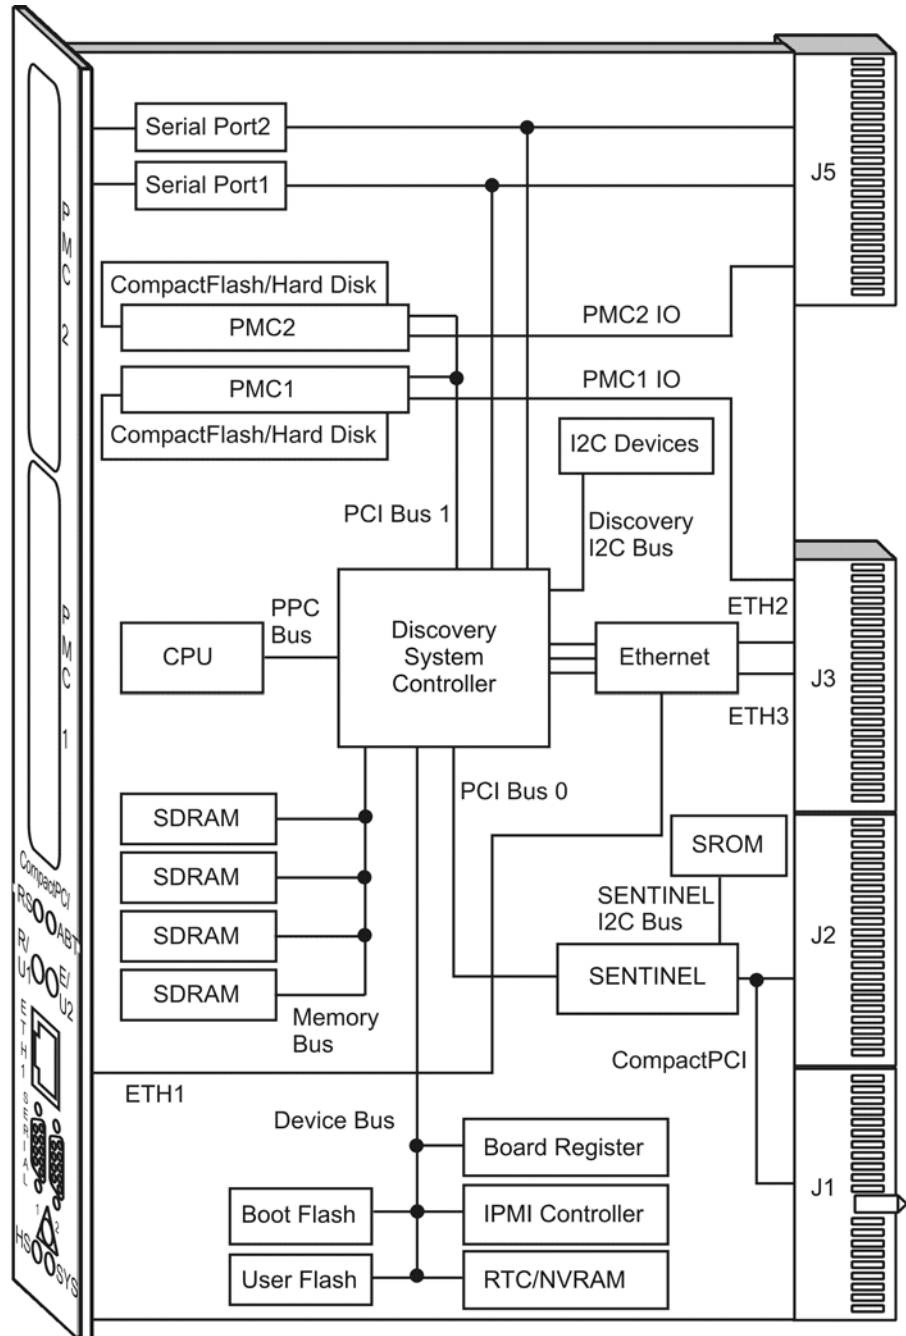 Serial Port2
Serial Port1
J5
PMC 2
CompactFlash/Hard Disk
PMC2
PMC2 IO
PMC1
PMC1 IO
CompactFlash/Hard Disk
I2C Devices
PCI Bus 1
Discovery
I2C Bus
PMC 1
PPC
Bus
CPU
Discovery
System
Controller
Ethernet
ETH2
ETH3
J3
PCI Bus 0
SDRAM
SDRAM
SDRAM
SDRAM
Memory
Bus
SROM
SENTINEL
I2C Bus
SENTINEL
J2
CompactPCI
CompactPCI
RS
ABT
R/
U1
E/
U2
ETH1
SERIAL
1
2
HS
SYS
ETH1
Device Bus
Board Register
Boot Flash
IPMI Controller
User Flash
RTC/NVRAM
J1